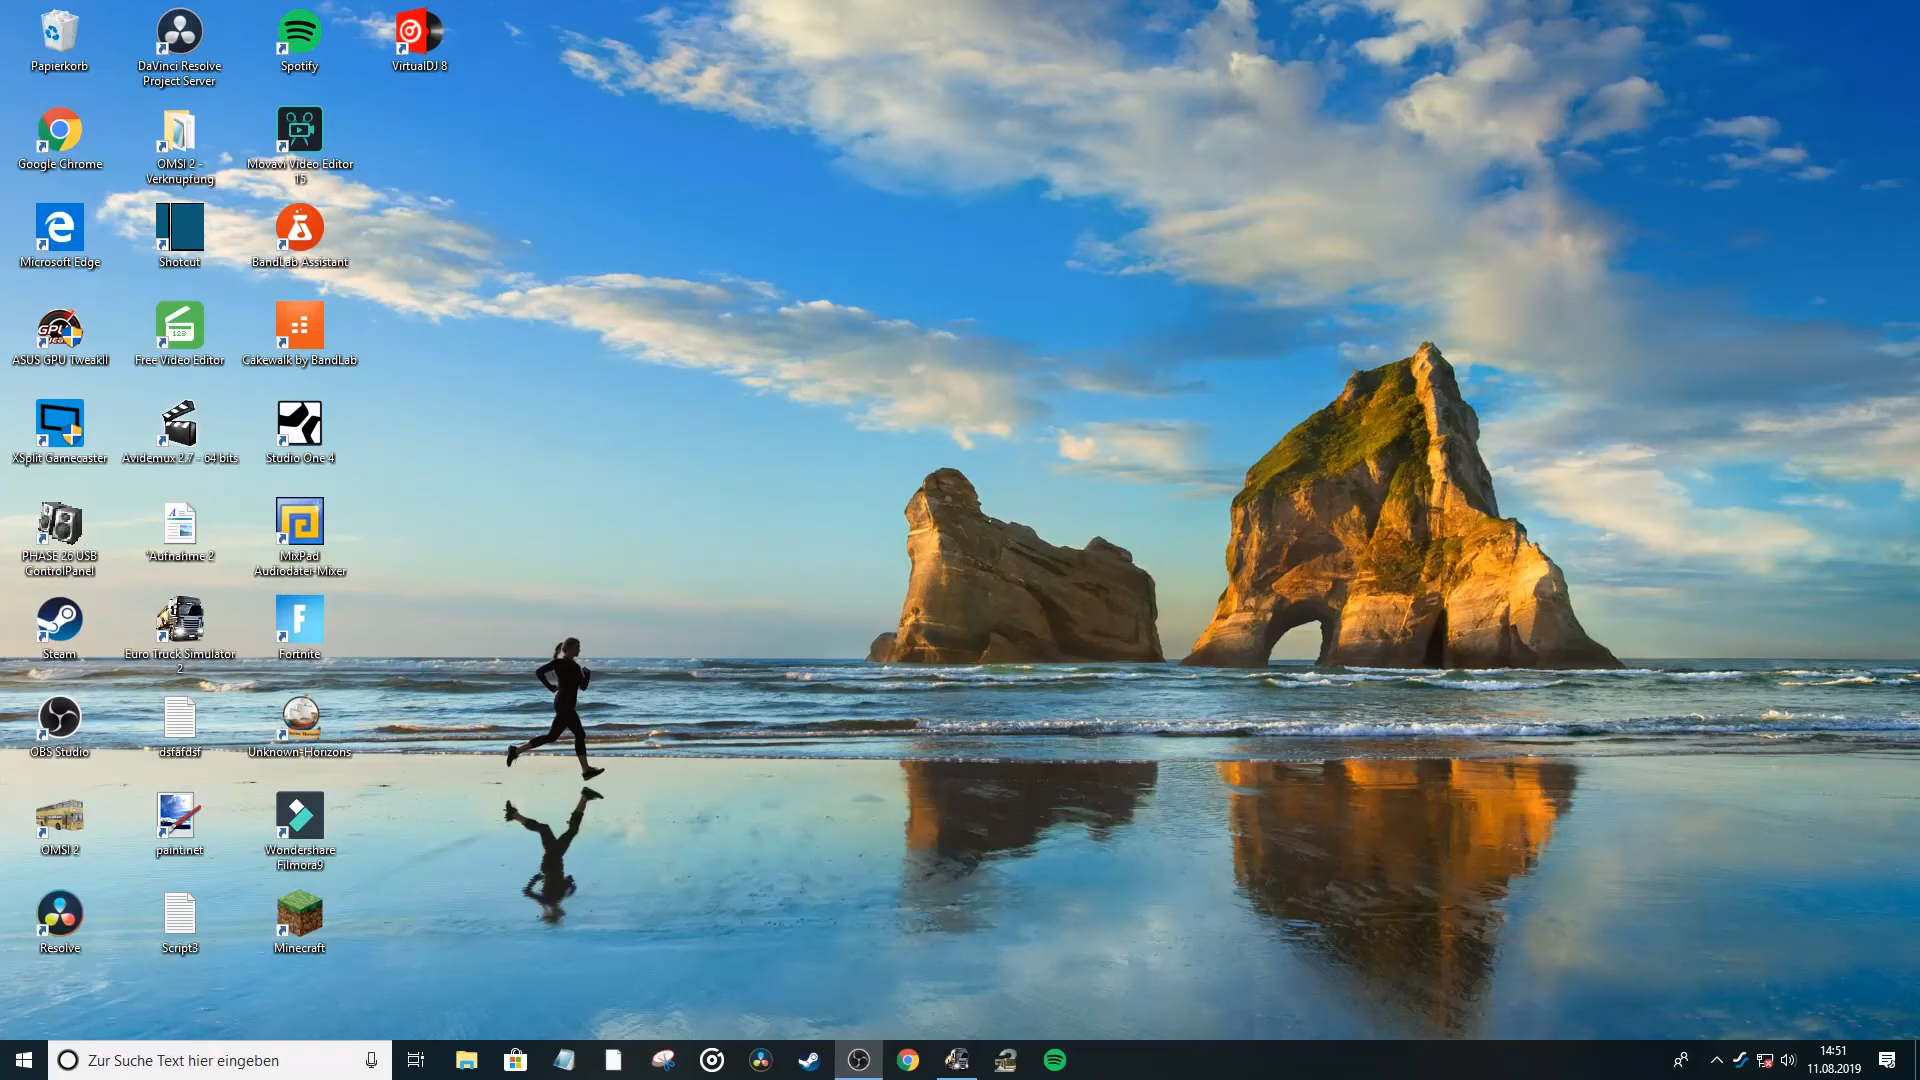 Papierkorb
DaVinci Resolve
Project Server
Spotify
VirtualDJ 8
Google Chrome
OMSI 2 -
Verknüpfung
Movavi Video Editor
15
Microsoft Edge
Shotcut
BandLab Assistant
GPU
ASUS GPU TweakII
123
Free Video Editor
Cakewalk by BandLab
XSplit Gamecaster
Avidemux 2.7 - 64 bits
Studio One 4
PHASE 26 USB
ControlPanel
'Aufnahme 2
MixPad
Audiodatei-Mixer
Steam
Euro Truck Simulator
2
F
Fortnite
OBS Studio
dsfafdsf
Unknown-Horizons
OMSI 2
paint.net
Wondershare
Filmora9
Resolve
Script3
Minecraft
Zur Suche Text hier eingeben
14:51
11.08.2019